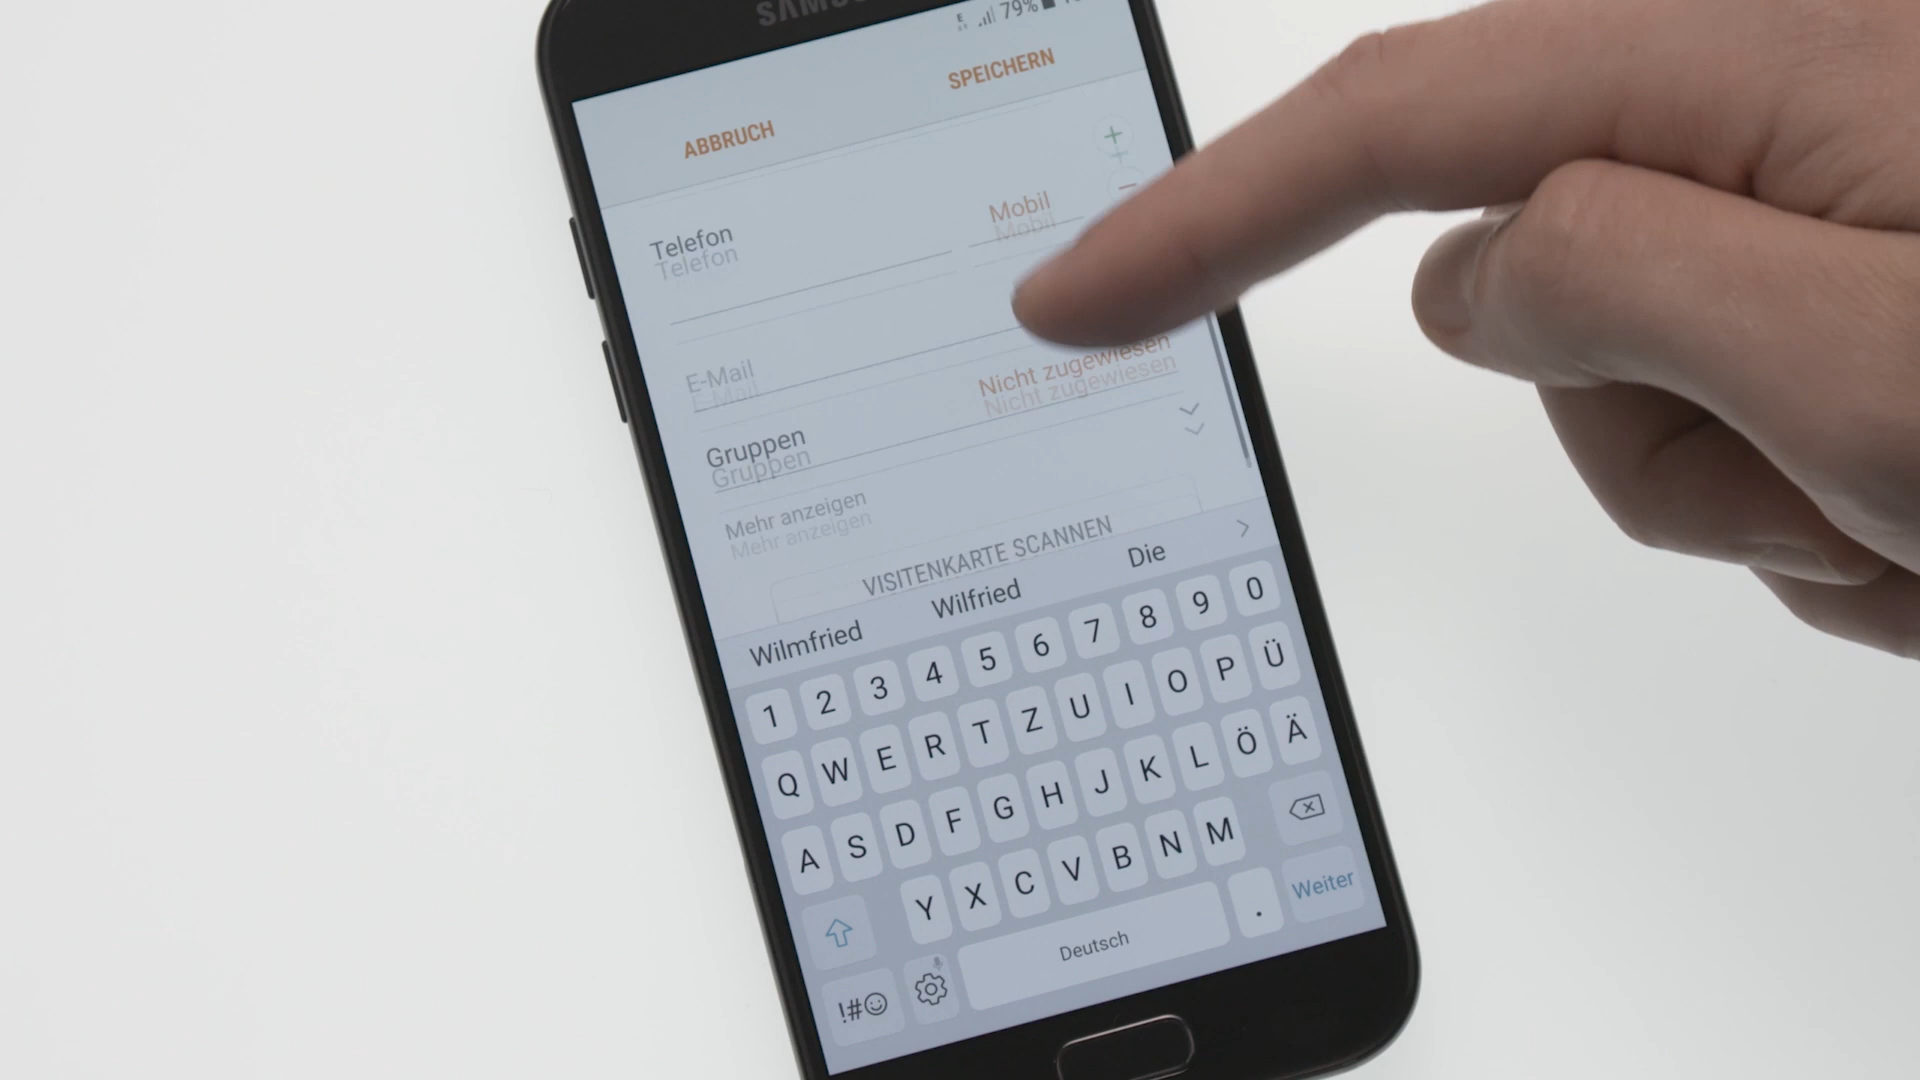 SAMSU
79%
ABBRUCH
SPEICHERN
Telefon
Mobil
E-Mail
Nicht zugewiesen
Gruppen
Mehr anzeigen
VISITENKARTE SCANNEN
Wilmfried Wilfried Die
1 2 3 4 5 6 7 8 9 0
Q W E R T Z U I O P Ü
A S D F G H J K L Ö Ä
Y X C V B N M
!#☺ Deutsch . Weiter